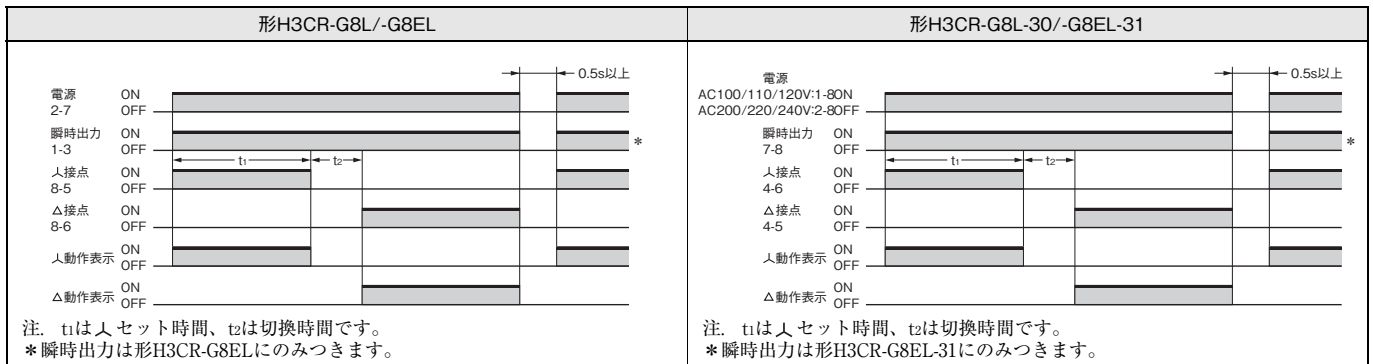 形H3CR-G8L/-G8EL
0.5s以上
電源 ON
2-7 OFF
瞬時出力 ON
1-3 OFF
*
t1 t2
人接点 ON
8-5 OFF
△接点 ON
8-6 OFF
人動作表示 ON
OFF
△動作表示 ON
OFF
注. t1は人セット時間、t2は切換時間です。
*瞬時出力は形H3CR-G8ELにのみつきます。
形H3CR-G8L-30/-G8EL-31
0.5s以上
電源
AC100/110/120V:1-8ON
AC200/220/240V:2-8OFF
瞬時出力 ON
7-8 OFF
*
t1 t2
人接点 ON
4-6 OFF
△接点 ON
4-5 OFF
人動作表示 ON
OFF
△動作表示 ON
OFF
注. t1は人セット時間、t2は切換時間です。
*瞬時出力は形H3CR-G8EL-31にのみつきます。